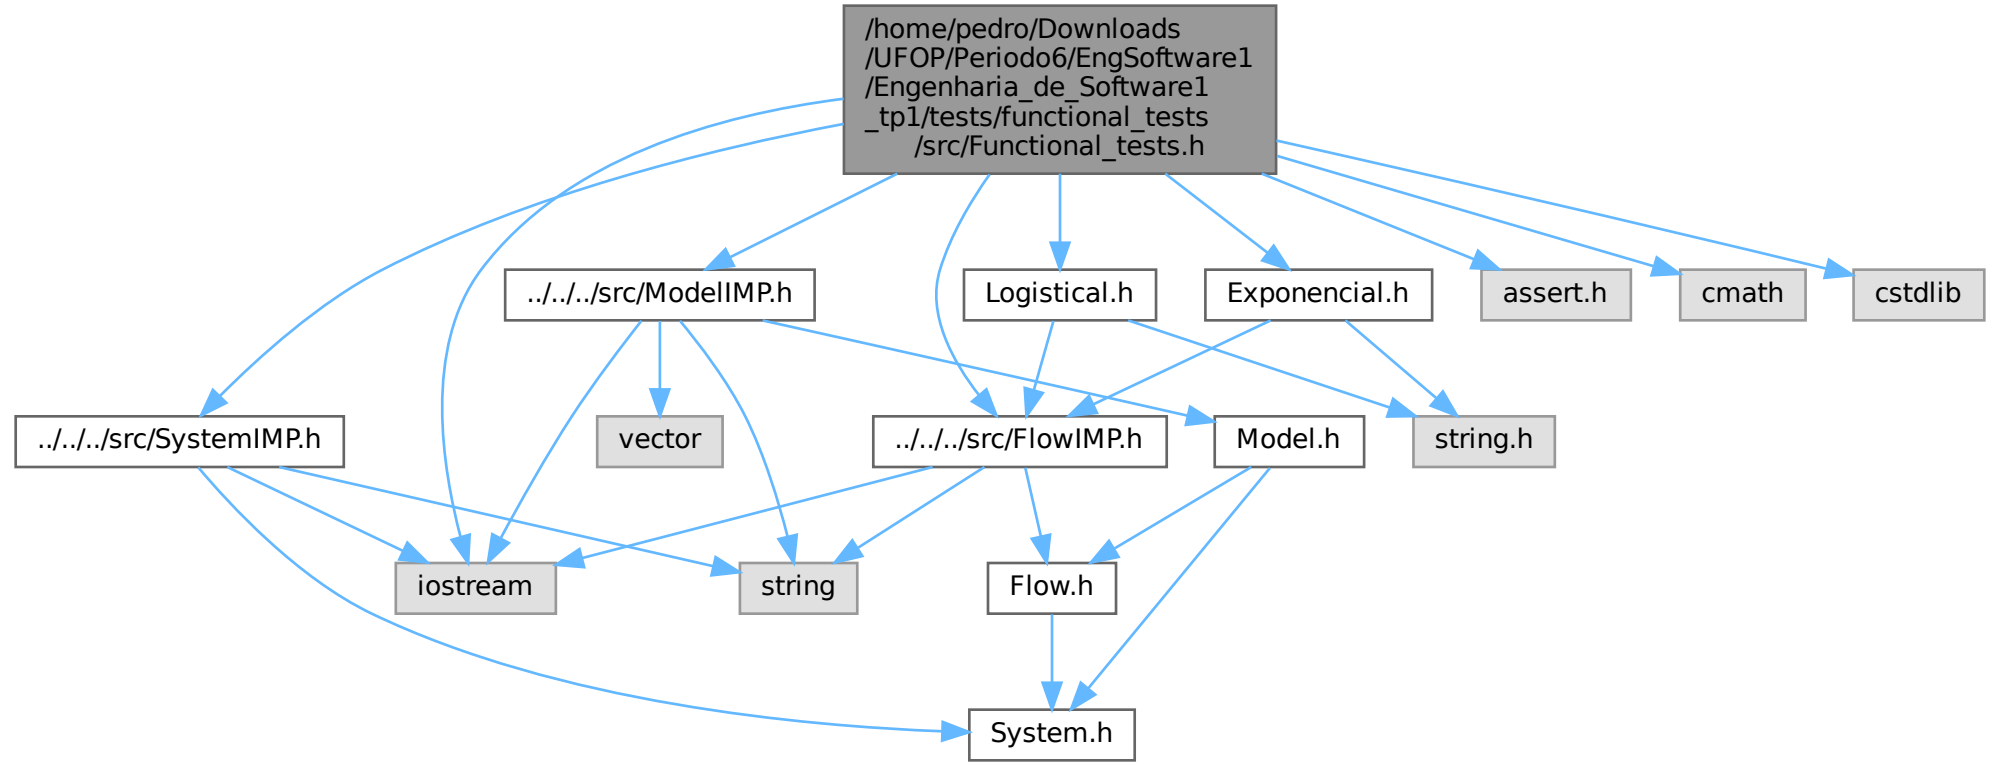 /home/pedro/Downloads
/UFOP/Periodo6/EngSoftware1
/Engenharia_de_Software1
_tp1/tests/functional_tests
/src/Functional_tests.h
../../../src/ModelIMP.h
Logistical.h
Exponencial.h
assert.h
cmath
cstdlib
../../../src/SystemIMP.h
vector
../../../src/FlowIMP.h
Model.h
string.h
iostream
string
Flow.h
System.h